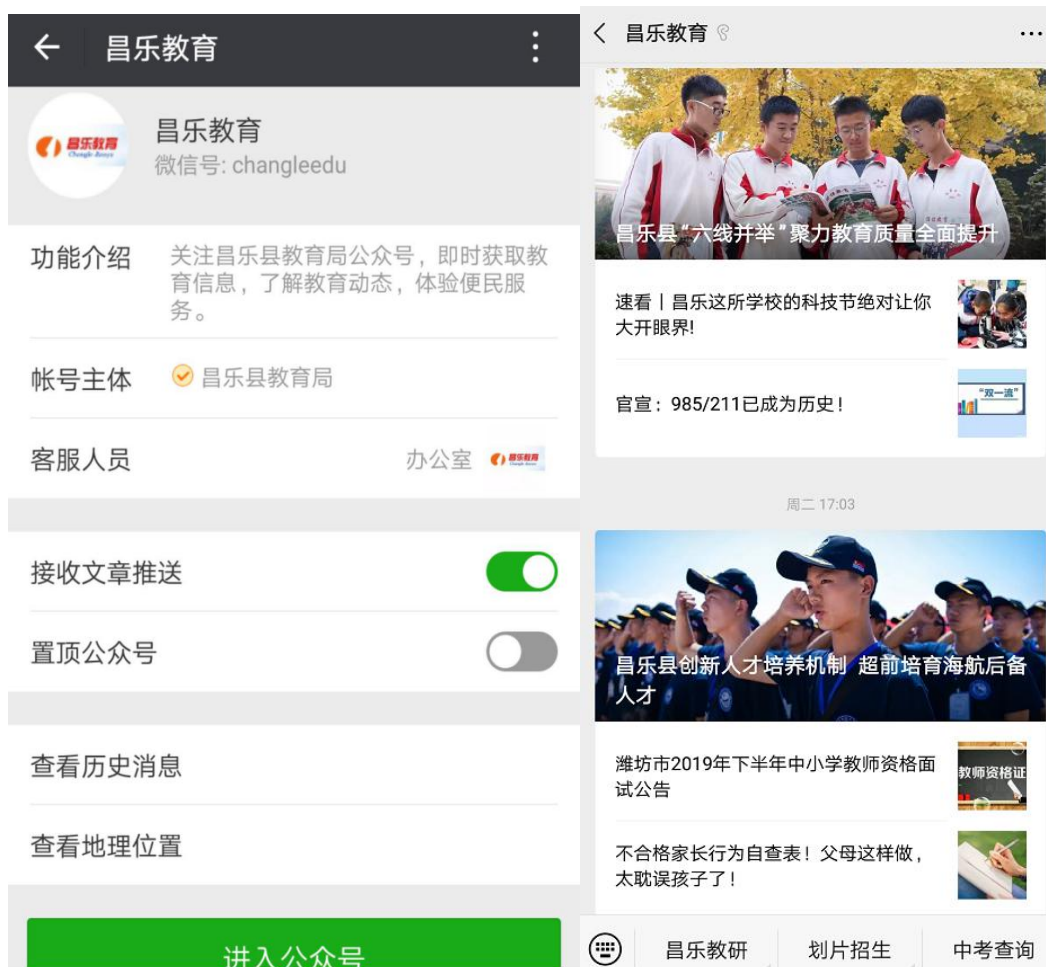 昌乐教育
昌乐教育
Changle Jiaoyu
昌乐教育
微信号: changleedu
功能介绍
关注昌乐县教育局公众号，即时获取教
育信息，了解教育动态，体验便民服
务。
帐号主体
昌乐县教育局
客服人员
办公室
昌乐教育
接收文章推送
置顶公众号
查看历史消息
查看地理位置
进入公众号
昌乐教育
昌乐县“六线并举”聚力教育质量全面提升
速看丨昌乐这所学校的科技节绝对让你
大开眼界!
官宣：985/211已成为历史！
“双一流”
周二 17:03
昌乐县创新人才培养机制 超前培育海航后备
人才
潍坊市2019年下半年中小学教师资格面
试公告
教师资格证
不合格家长行为自查表！父母这样做，
太耽误孩子了！
昌乐教研
划片招生
中考查询